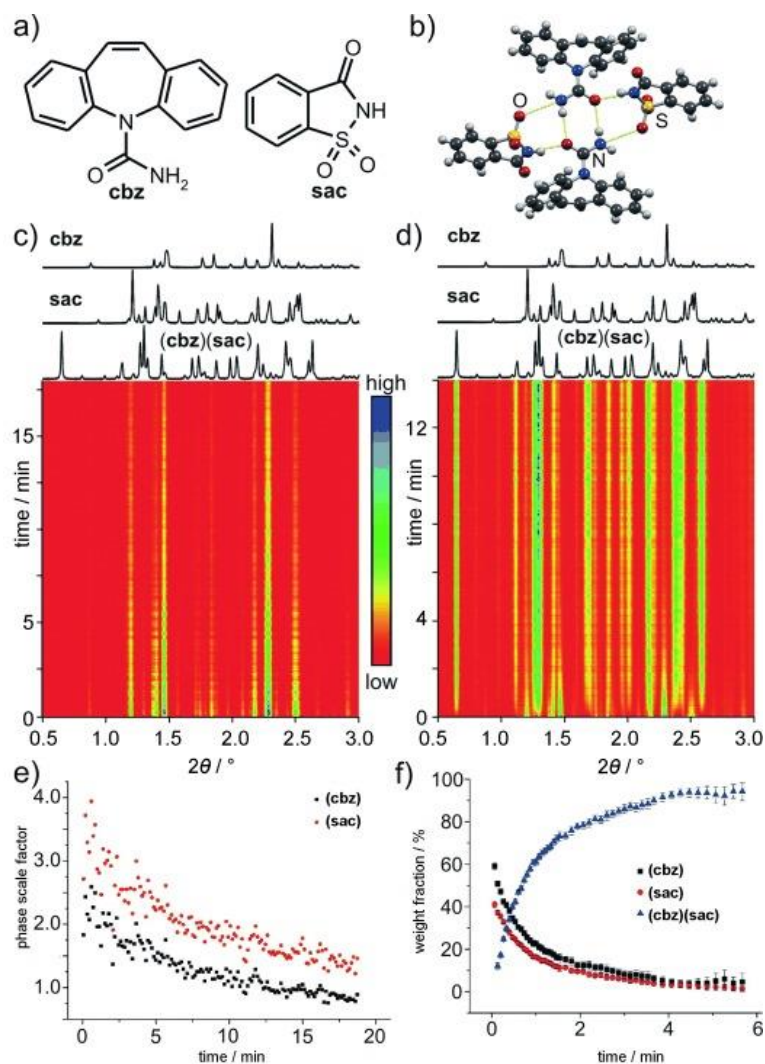 a)
O
NH
S
O O
N
O NH₂
cbz
sac
b)
O
S
N
c)
cbz
sac
(cbz)(sac)
time / min
15
10
5
0
0.5 1.0 1.5 2.0 2.5 3.0
2θ / °
high
low
d)
cbz
sac
(cbz)(sac)
time / min
12
8
4
0
0.5 1.0 1.5 2.0 2.5 3.0
2θ / °
e)
(cbz)
(sac)
phase scale factor
4.0
3.0
2.0
1.0
0 5 10 15 20
time / min
f)
weight fraction / %
100
80
60
40
20
0
(cbz)
(sac)
(cbz)(sac)
0 2 4 6
time / min